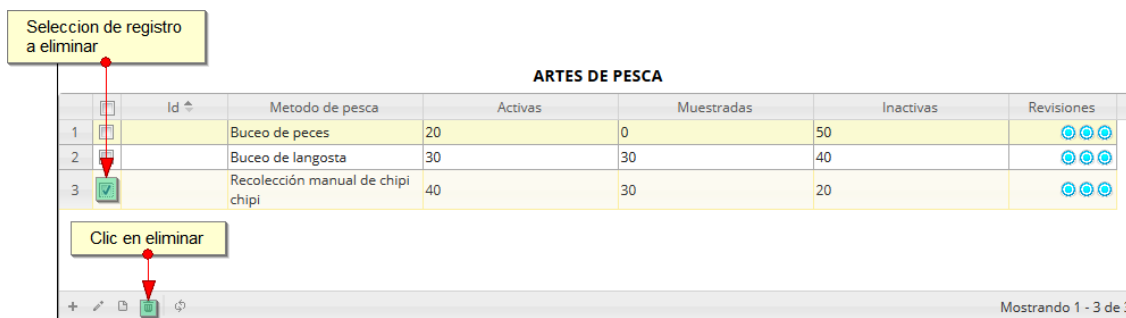 Seleccion de registro
a eliminar
ARTES DE PESCA
Id Metodo de pesca Activas Muestradas Inactivas Revisiones
1 Buceo de peces 20 0 50
2 Buceo de langosta 30 30 40
3 Recolección manual de chipi chipi 40 30 20
Clic en eliminar
Mostrando 1 - 3 de